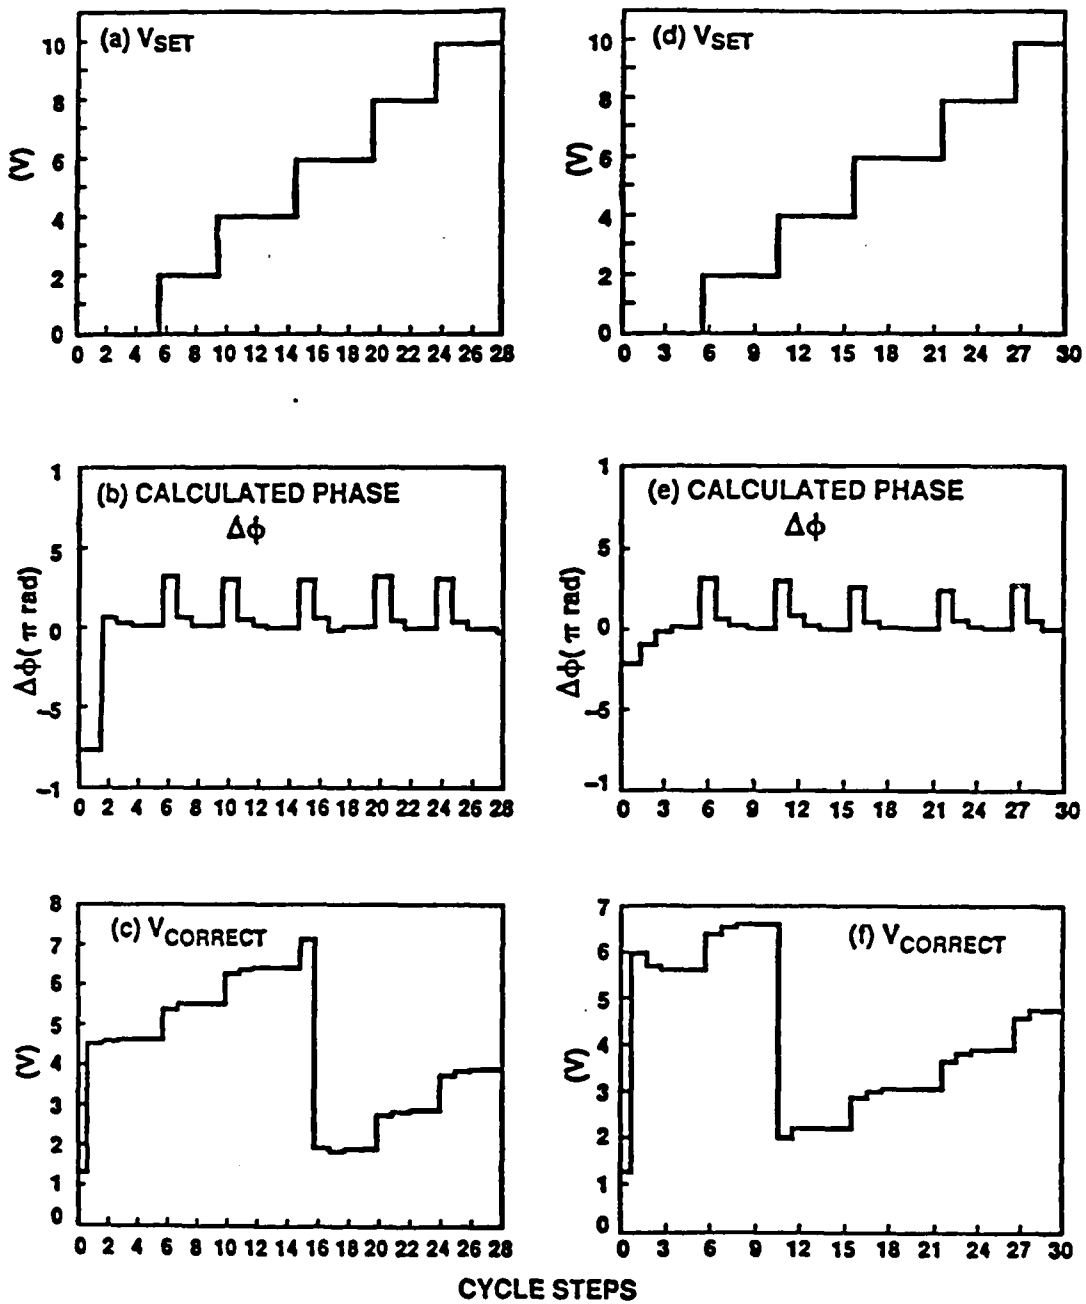 (a) V_SET
10
8
6
4
2
0
(V)
0 2 4 6 8 10 12 14 16 18 20 22 24 26 28
(d) V_SET
10
8
6
4
2
0
(V)
0 3 6 9 12 15 18 21 24 27 30
(b) CALCULATED PHASE
Δϕ
1
5
0
–5
–1
Δϕ( π rad)
0 2 4 6 8 10 12 14 16 18 20 22 24 26 28
(e) CALCULATED PHASE
Δϕ
1
5
0
–5
–1
Δϕ( π rad)
0 3 6 9 12 15 18 21 24 27 30
(c) V_CORRECT
8
7
6
5
4
3
2
1
0
(V)
0 2 4 6 8 10 12 14 16 18 20 22 24 26 28
(f) V_CORRECT
7
6
5
4
3
2
1
0
(V)
0 3 6 9 12 15 18 21 24 27 30
CYCLE STEPS